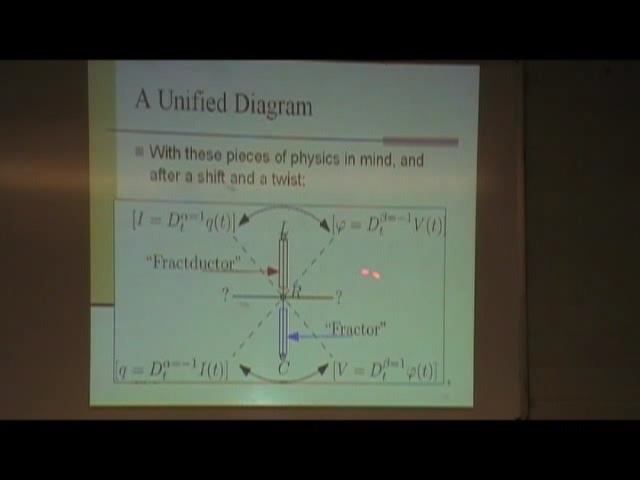 A Unified Diagram
With these pieces of physics in mind, and
after a shift and a twist:
[I = D_t^{α=1} q(t)]
[φ = D_t^{β=-1} V(t)]
L
"Fractductor"
? R ?
"Fractor"
C
[q = D_t^{α=-1} I(t)]
[V = D_t^{β=1} φ(t)]
,